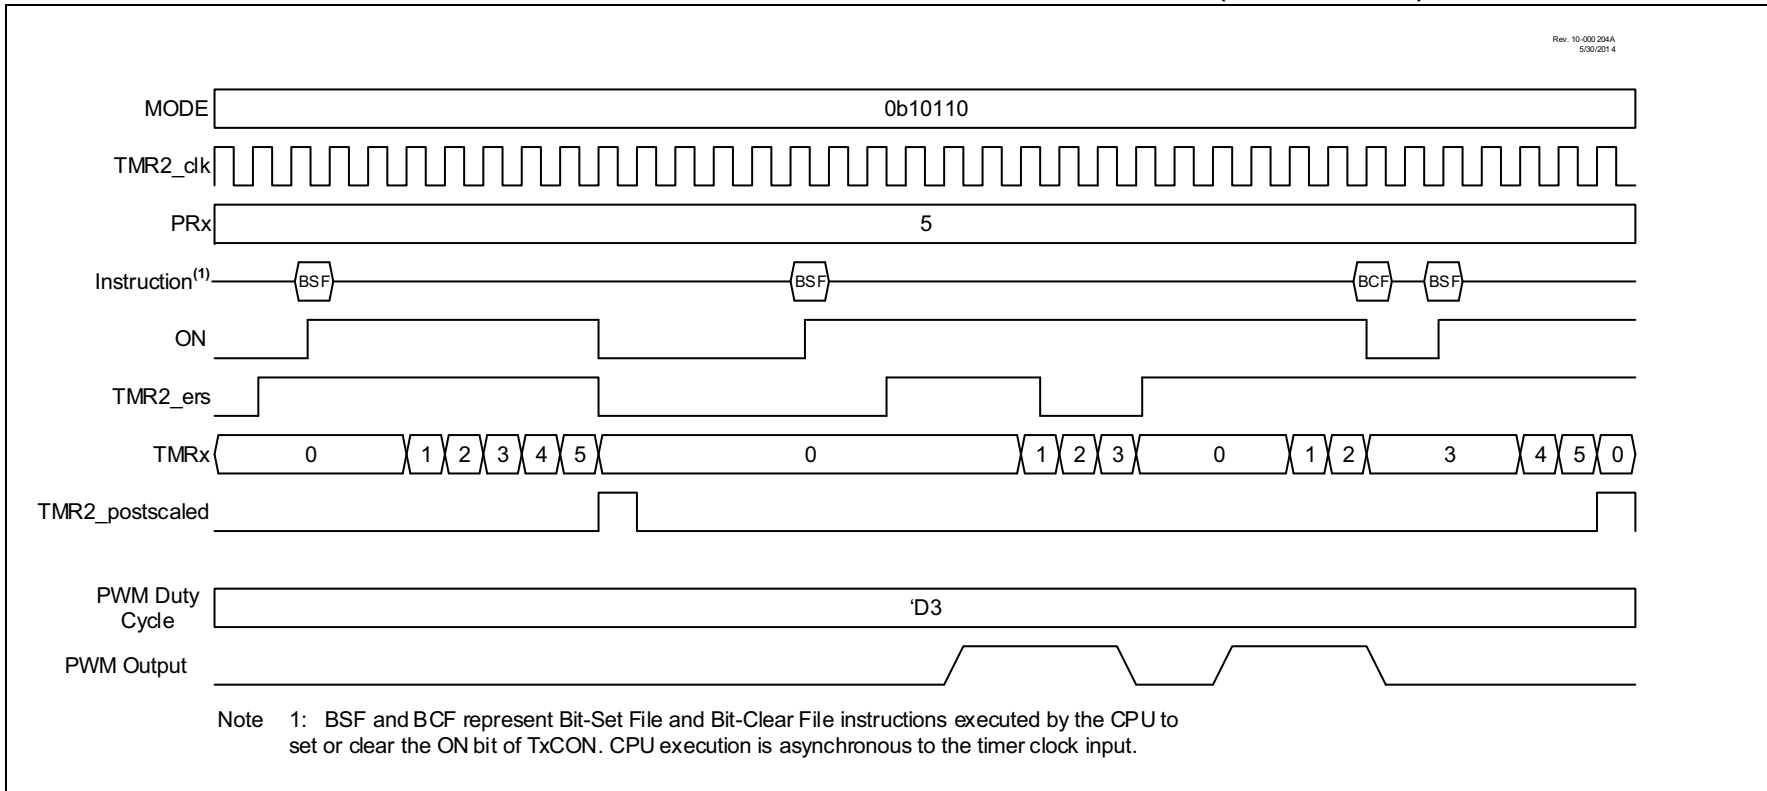 Rev. 10-000 204A
5/30/201 4
MODE 0b10110
TMR2_clk
PRx 5
Instruction(1) BSF BSF BCF BSF
ON
TMR2_ers
TMRx 0 1 2 3 4 5 0 1 2 3 0 1 2 3 4 5 0
TMR2_postscaled
PWM Duty
Cycle
‘D3
PWM Output
Note 1: BSF and BCF represent Bit-Set File and Bit-Clear File instructions executed by the CPU to
set or clear the ON bit of TxCON. CPU execution is asynchronous to the timer clock input.